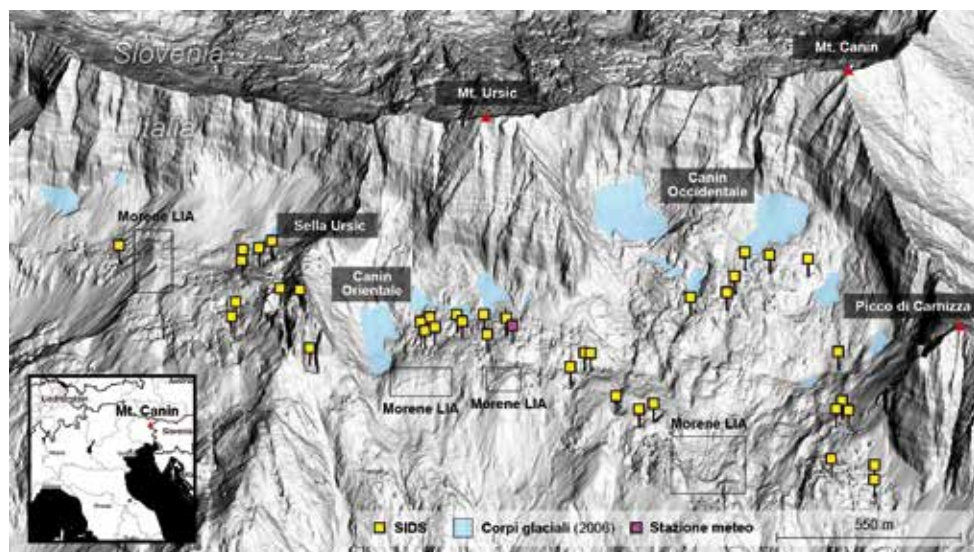 Slovenia
Italia
Mt. Canin
Mt. Ursic
Canin
Occidentale
Morene LIA
Sella Ursic
Canin
Orientale
Picco di Carnizza
Morene LIA
Morene LIA
Morene LIA
Mt. Canin
SIDS
Corpi glaciali (2006)
Stazione meteo
550 m